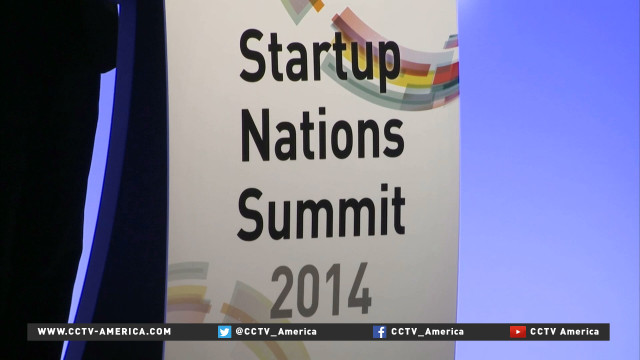 Startup
Nations
Summit
2014
WWW.CCTV-AMERICA.COM @CCTV_America CCTV_America CCTV America